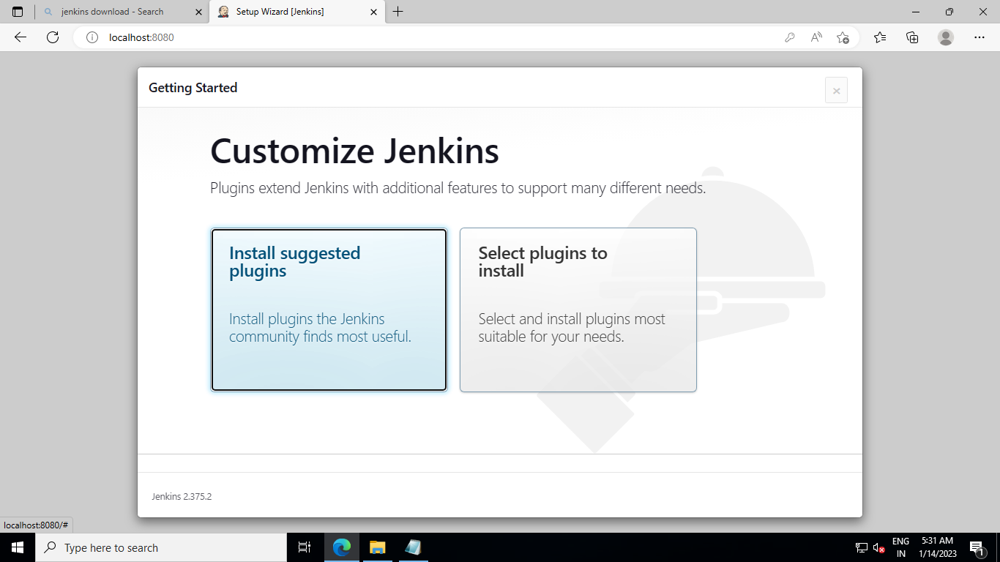 jenkins download - Search
Setup Wizard [Jenkins]
localhost:8080
Getting Started
Customize Jenkins
Plugins extend Jenkins with additional features to support many different needs.
Install suggested
plugins
Install plugins the Jenkins
community finds most useful.
Select plugins to
install
Select and install plugins most
suitable for your needs.
Jenkins 2.375.2
localhost:8080/#
Type here to search
ENG
IN
5:31 AM
1/14/2023
1